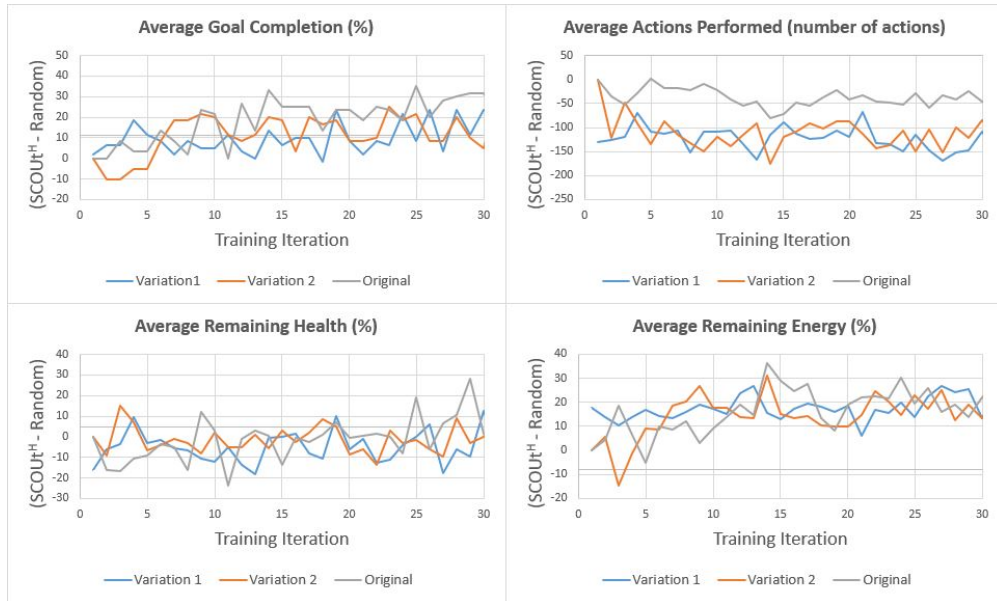 Average Goal Completion (%)
(SCOUtᴴ - Random)
50
40
30
20
10
0
-10
-20
0 5 10 15 20 25 30
Training Iteration
Variation1 Variation 2 Original
Average Actions Performed (number of actions)
(SCOUtᴴ - Random)
50
0
-50
-100
-150
-200
-250
0 5 10 15 20 25 30
Training Iteration
Variation 1 Variation 2 Original
Average Remaining Health (%)
(SCOUtᴴ - Random)
40
30
20
10
0
-10
-20
-30
0 5 10 15 20 25 30
Training Iteration
Variation 1 Variation 2 Original
Average Remaining Energy (%)
(SCOUtᴴ - Random)
40
30
20
10
0
-10
-20
0 5 10 15 20 25 30
Training Iteration
Variation 1 Variation 2 Original